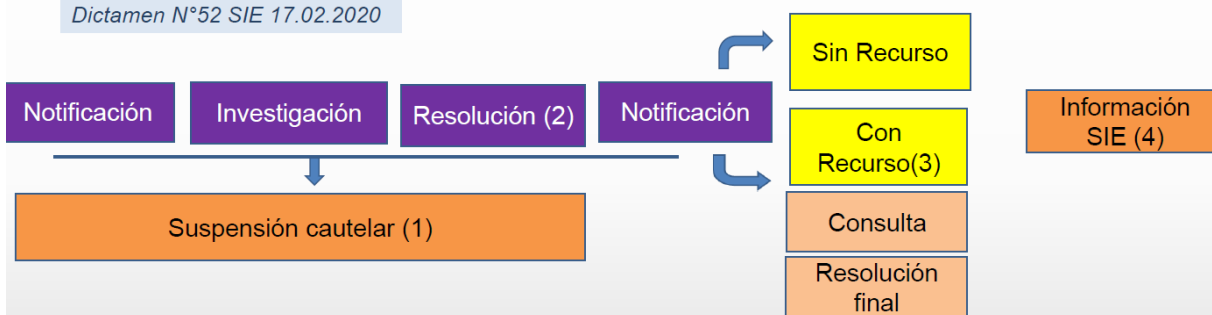 Dictamen N°52 SIE 17.02.2020
Notificación
Investigación
Resolución (2)
Notificación
Suspensión cautelar (1)
Sin Recurso
Con
Recurso(3)
Consulta
Resolución
final
Información
SIE (4)